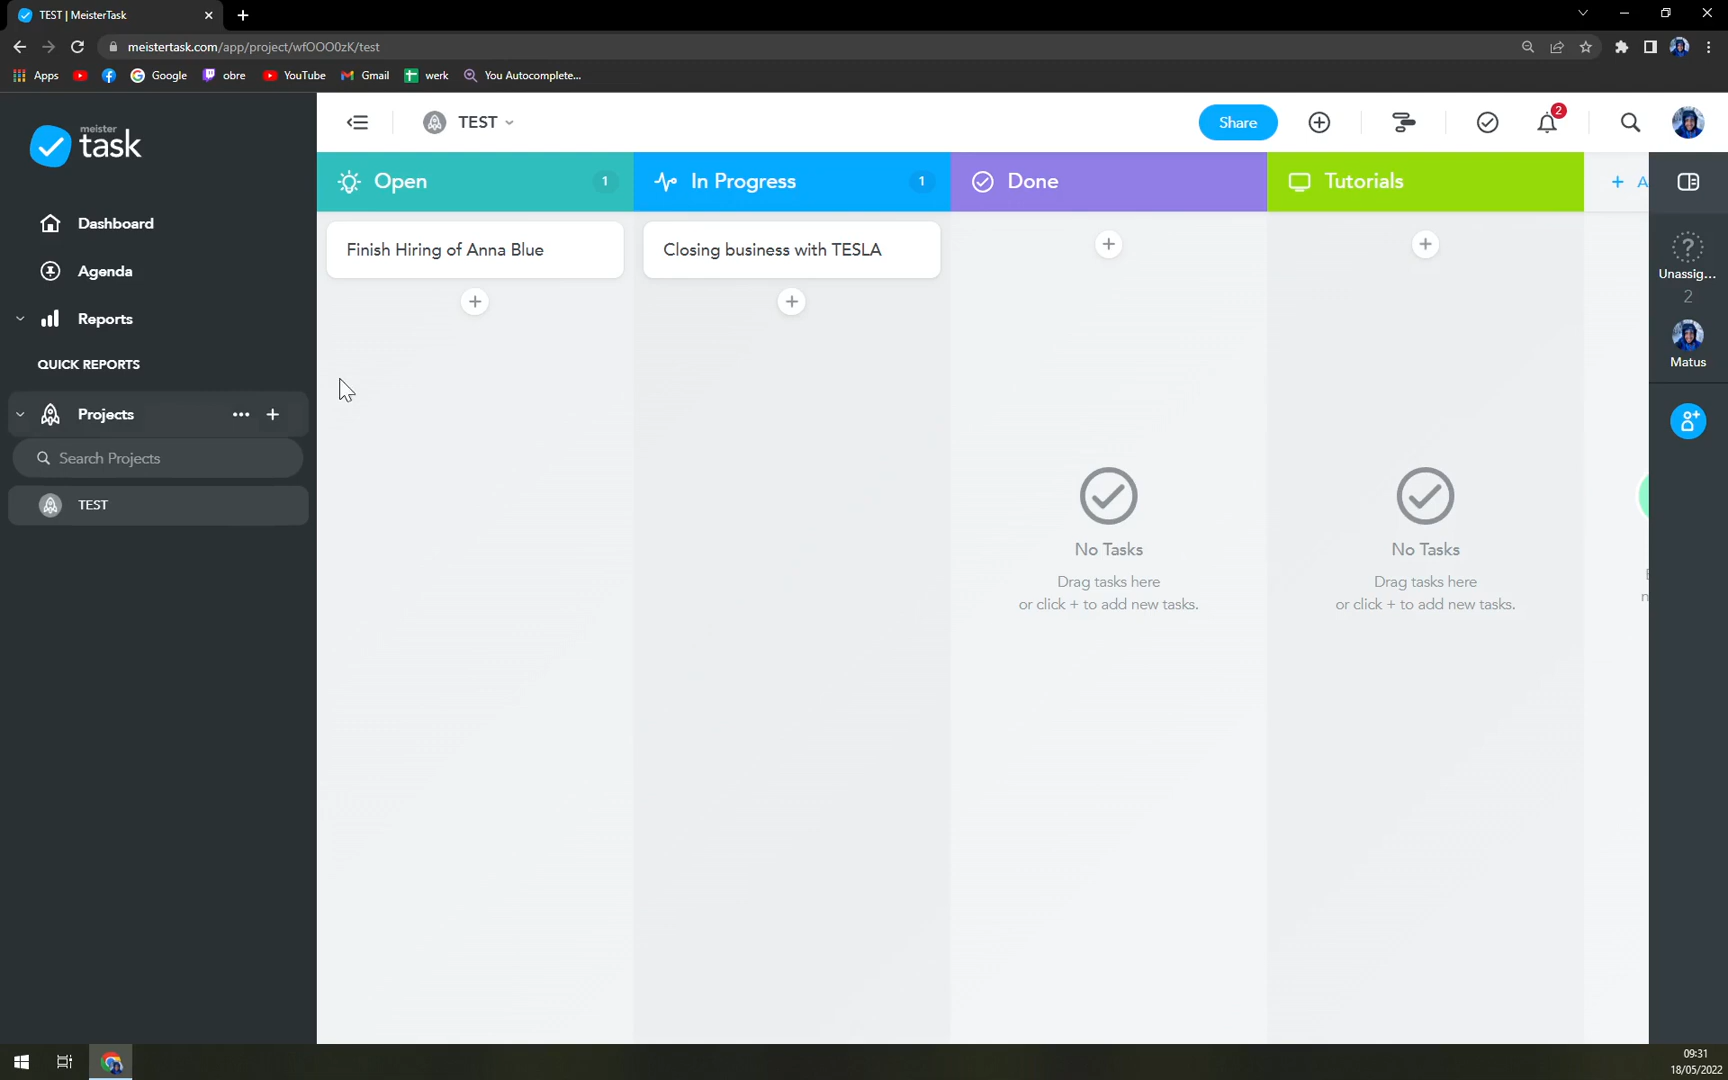 TEST | MeisterTask
meistertask.com/app/project/wfOOO0zK/test
Apps
Google
obre
YouTube
Gmail
werk
You Autocomplete...
meister
task
Dashboard
Agenda
Reports
QUICK REPORTS
Projects
Search Projects
TEST
TEST
Share
2
Open 1
In Progress 1
Done
Tutorials
+ A
Finish Hiring of Anna Blue
Closing business with TESLA
No Tasks
Drag tasks here
or click + to add new tasks.
No Tasks
Drag tasks here
or click + to add new tasks.
Unassig...
2
Matus
09:31
18/05/2022